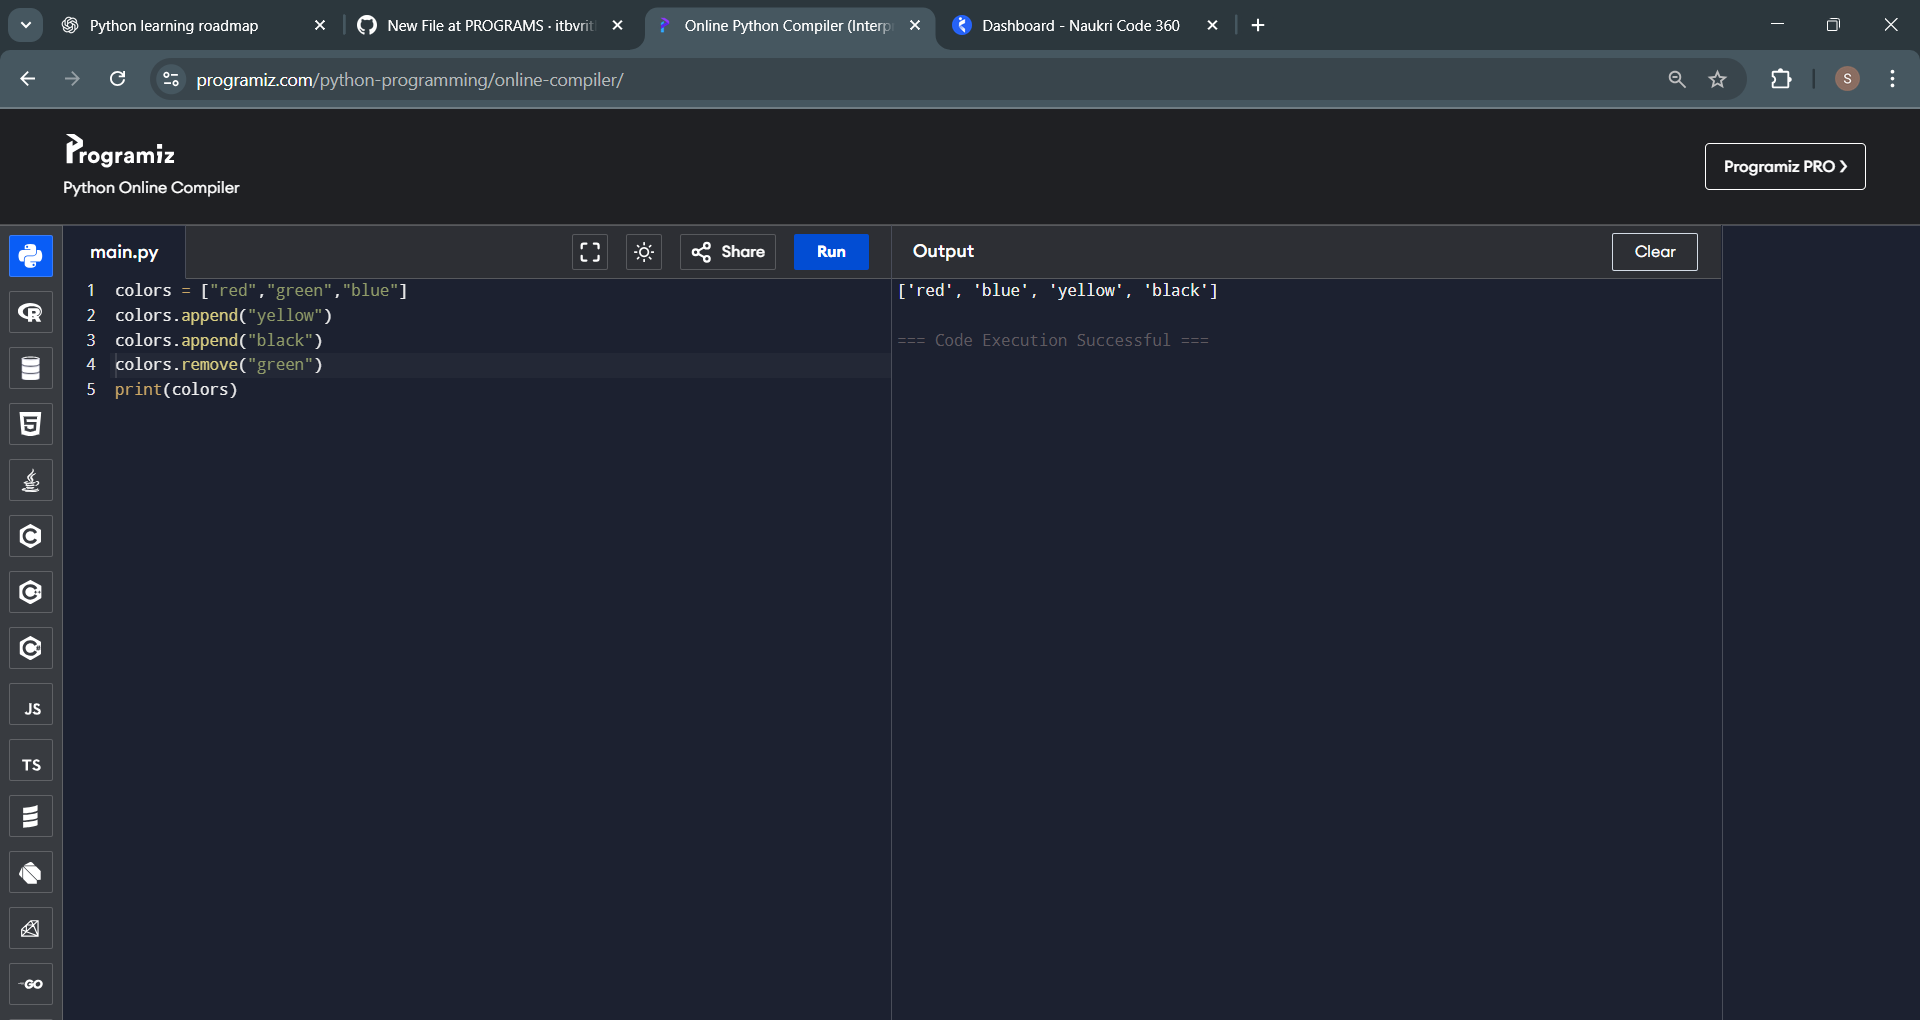 Python learning roadmap
New File at PROGRAMS · itbvrit
Online Python Compiler (Interp
Dashboard - Naukri Code 360
programiz.com/python-programming/online-compiler/
S
Programiz
Python Online Compiler
Programiz PRO ❯
main.py
Share
Run
Output
Clear
1 colors = ["red","green","blue"]
2 colors.append("yellow")
3 colors.append("black")
4 colors.remove("green")
5 print(colors)
['red', 'blue', 'yellow', 'black']
=== Code Execution Successful ===
JS
TS
GO